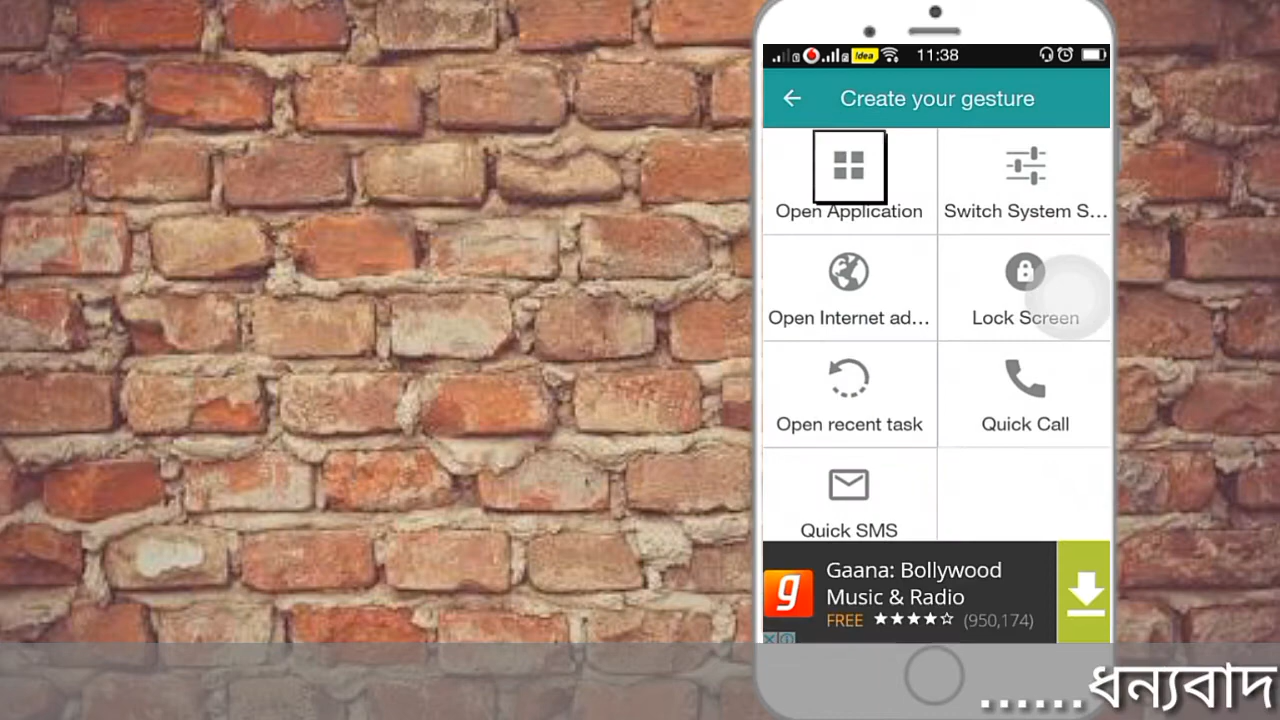 idea 11:38
Create your gesture
Open Application
Switch System S...
Open Internet ad...
Lock Screen
Open recent task
Quick Call
Quick SMS
g
Gaana: Bollywood
Music & Radio
FREE (950,174)
......ধন্যবাদ